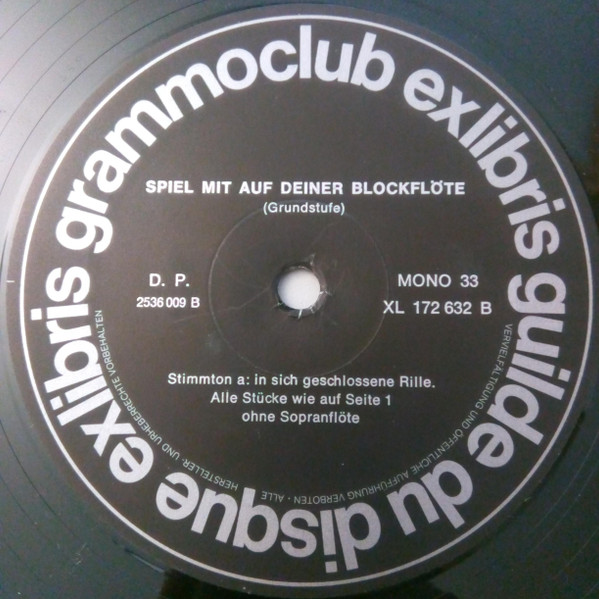 exlibris grammoclub exlibris guilde du disque
SPIEL MIT AUF DEINER BLOCKFLÖTE
(Grundstufe)
D. P.
2536 009 B
MONO 33
XL 172 632 B
Stimmton a: in sich geschlossene Rille.
Alle Stücke wie auf Seite 1
ohne Sopranflöte
VERVIELFÄLTIGUNG UND ÖFFENTLICHE AUFFÜHRUNG VERBOTEN · ALLE HERSTELLER- UND URHEBERRECHTE VORBEHALTEN